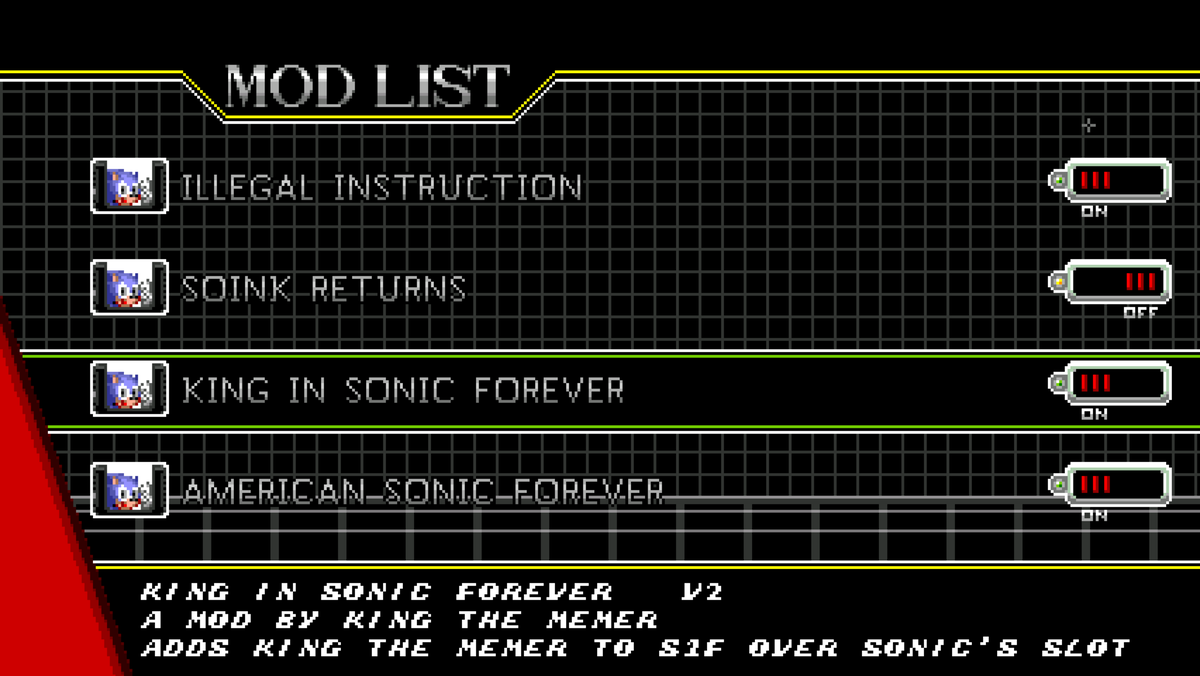 MOD LIST
ILLEGAL INSTRUCTION
ON
SOINK RETURNS
OFF
KING IN SONIC FOREVER
ON
AMERICAN SONIC FOREVER
ON
KING IN SONIC FOREVER V2
A MOD BY KING THE MEMER
ADDS KING THE MEMER TO S1F OVER SONIC'S SLOT